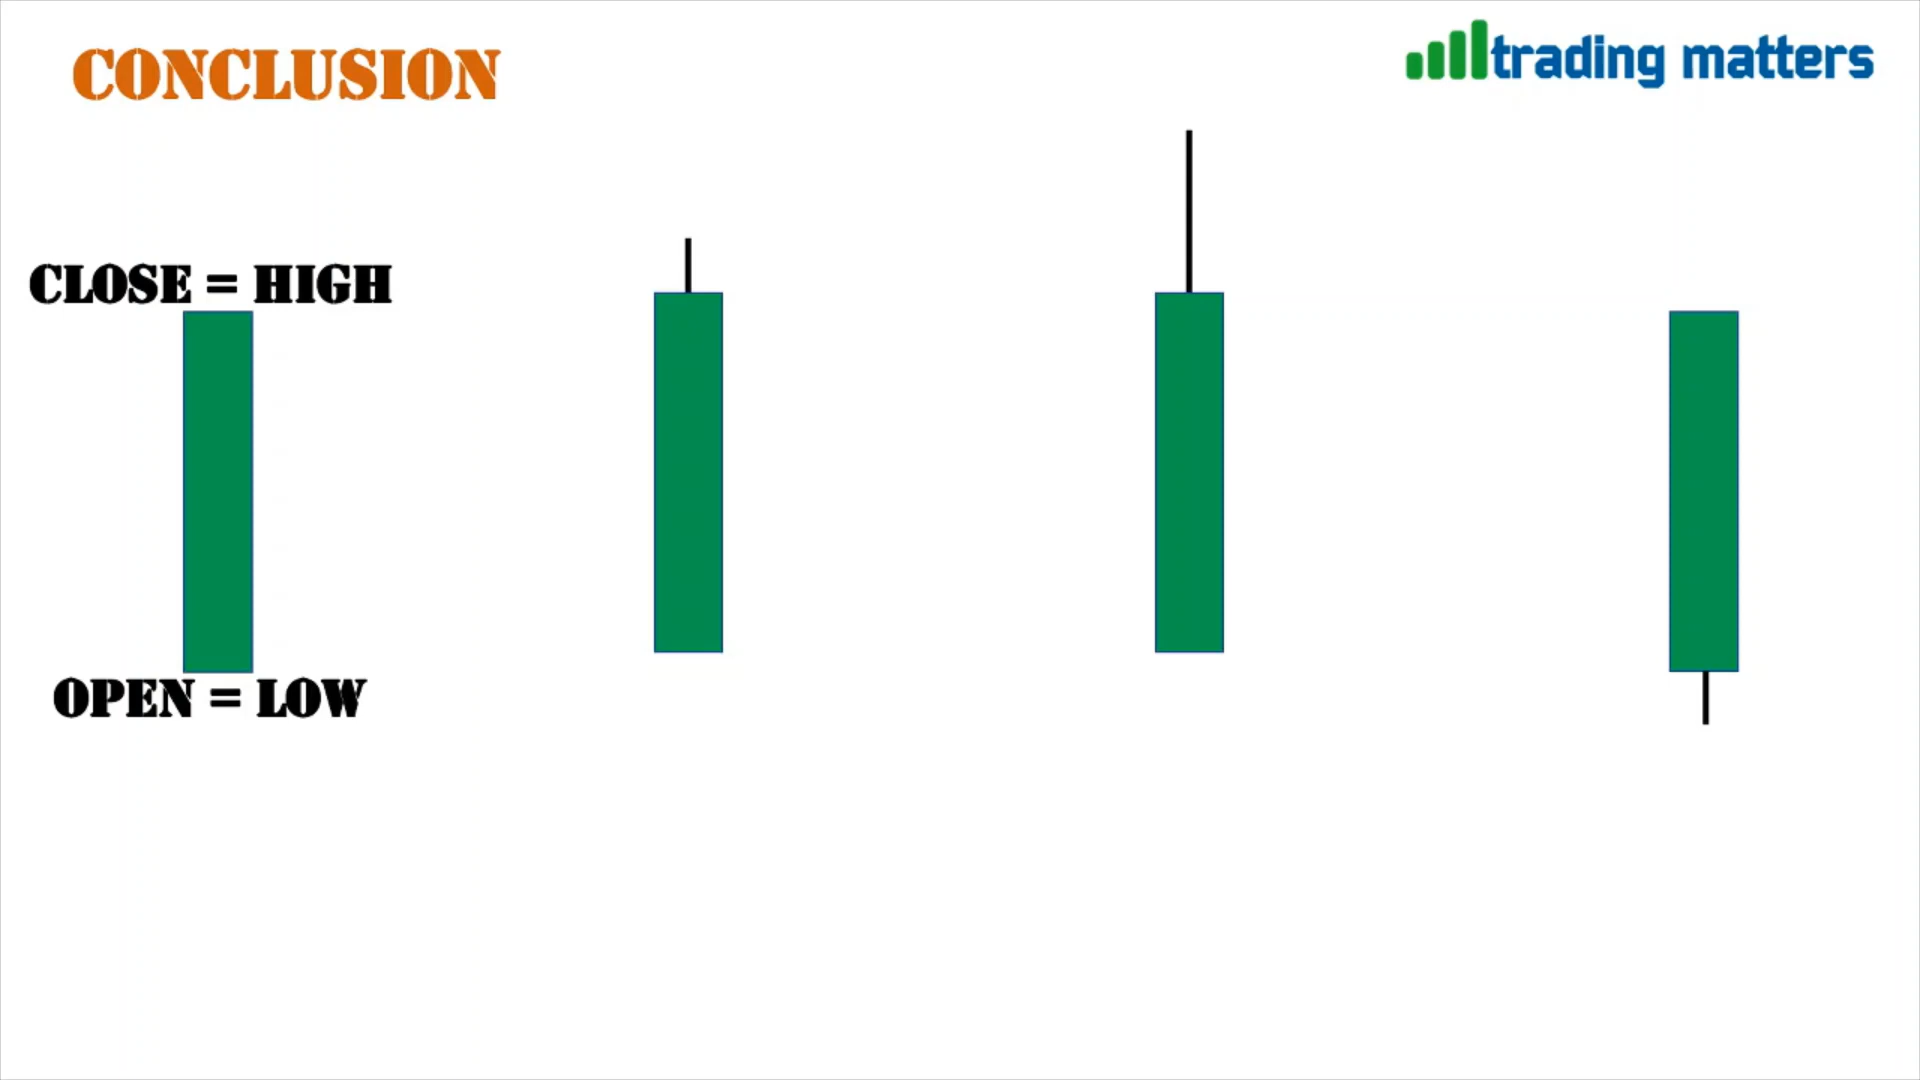 CONCLUSION
trading matters
CLOSE = HIGH
OPEN = LOW